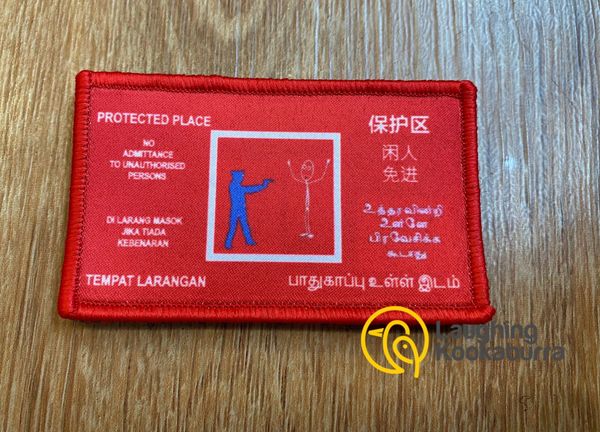 PROTECTED PLACE
NO
ADMITTANCE
TO UNAUTHORISED
PERSONS
DI LARANG MASOK
JIKA TIADA
KEBENARAN
TEMPAT LARANGAN
保护区
闲人
免进
உத்தரவின்றி
உள்ளே
பிரவேசிக்க
கூடாது
பாதுகாப்பு உள்ள இடம்
Laughing
Kookaburra